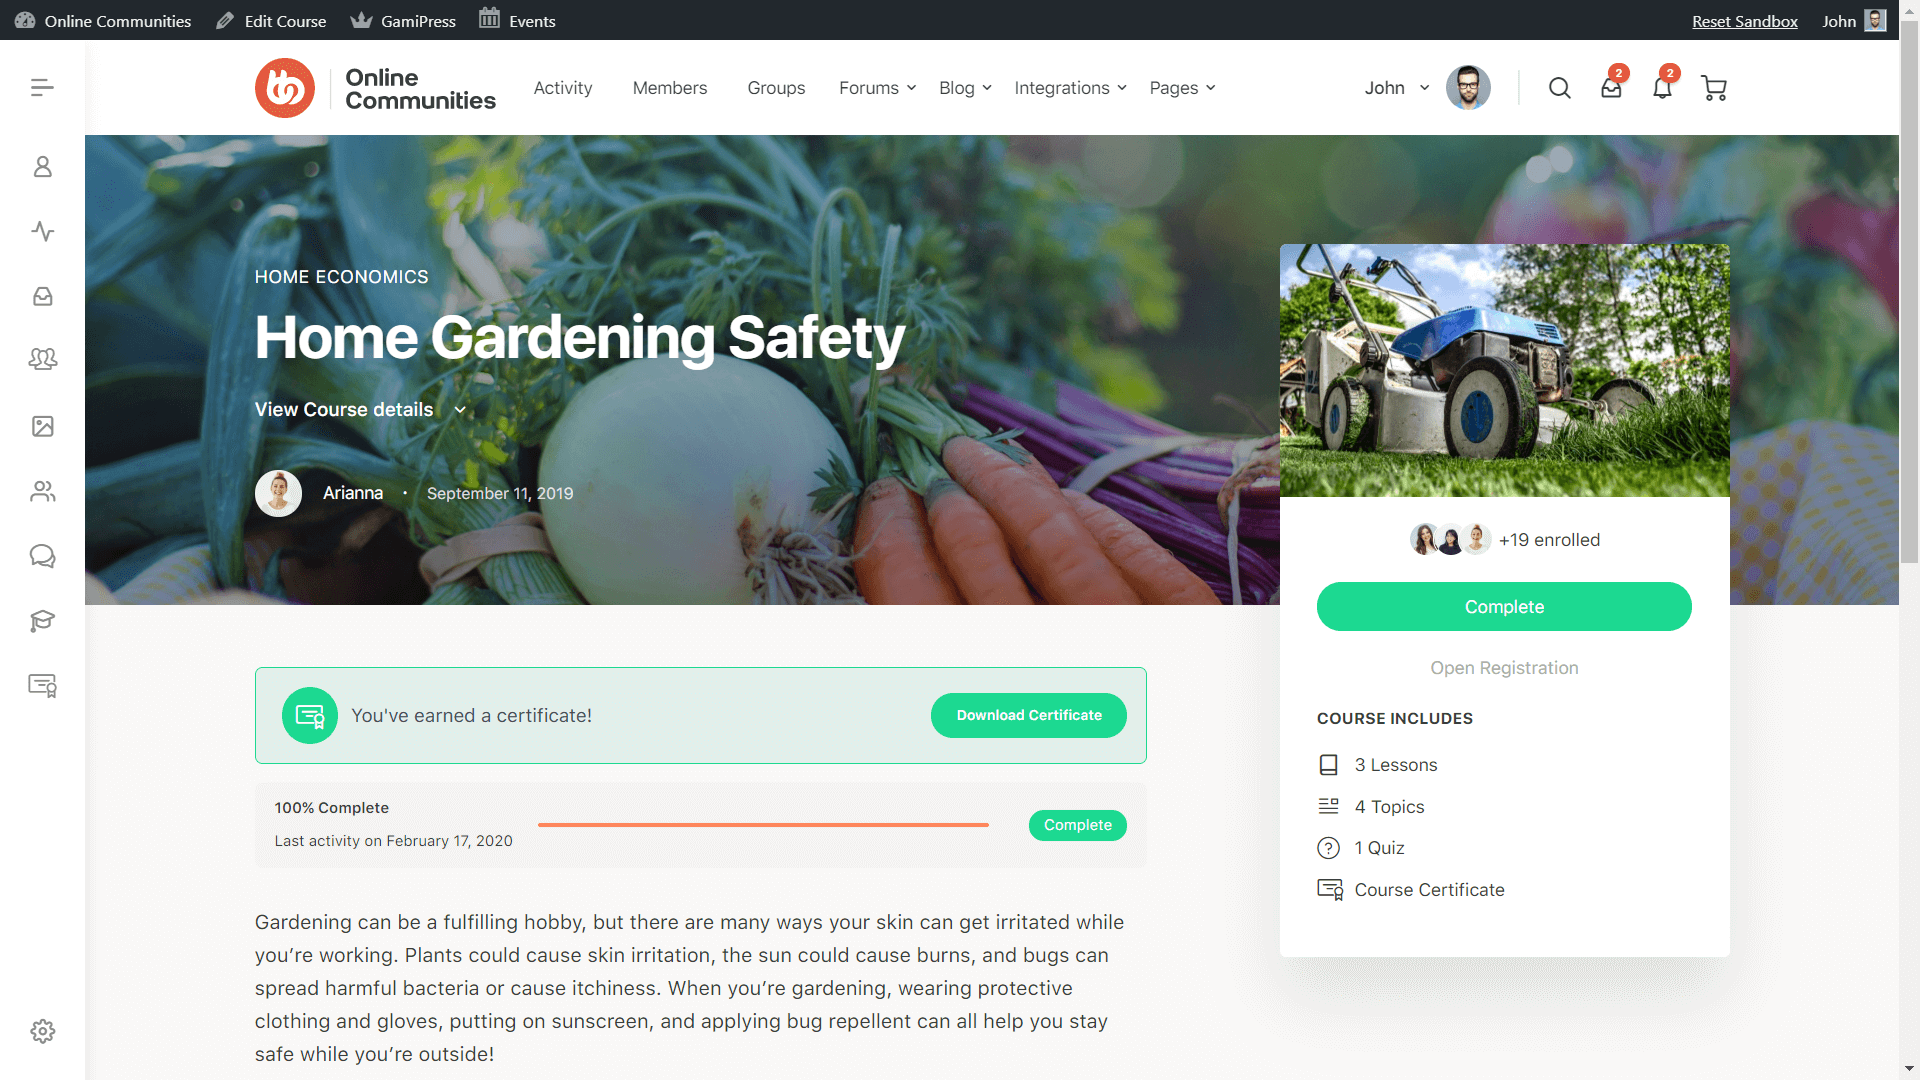 Online Communities
Edit Course
GamiPress
Events
Reset Sandbox
John
Online
Communities
Activity
Members
Groups
Forums
Blog
Integrations
Pages
John
2
2
HOME ECONOMICS
Home Gardening Safety
View Course details
Arianna · September 11, 2019
+19 enrolled
Complete
Open Registration
COURSE INCLUDES
3 Lessons
4 Topics
1 Quiz
Course Certificate
You've earned a certificate!
Download Certificate
100% Complete
Last activity on February 17, 2020
Complete
Gardening can be a fulfilling hobby, but there are many ways your skin can get irritated while
you’re working. Plants could cause skin irritation, the sun could cause burns, and bugs can
spread harmful bacteria or cause itchiness. When you’re gardening, wearing protective
clothing and gloves, putting on sunscreen, and applying bug repellent can all help you stay
safe while you’re outside!